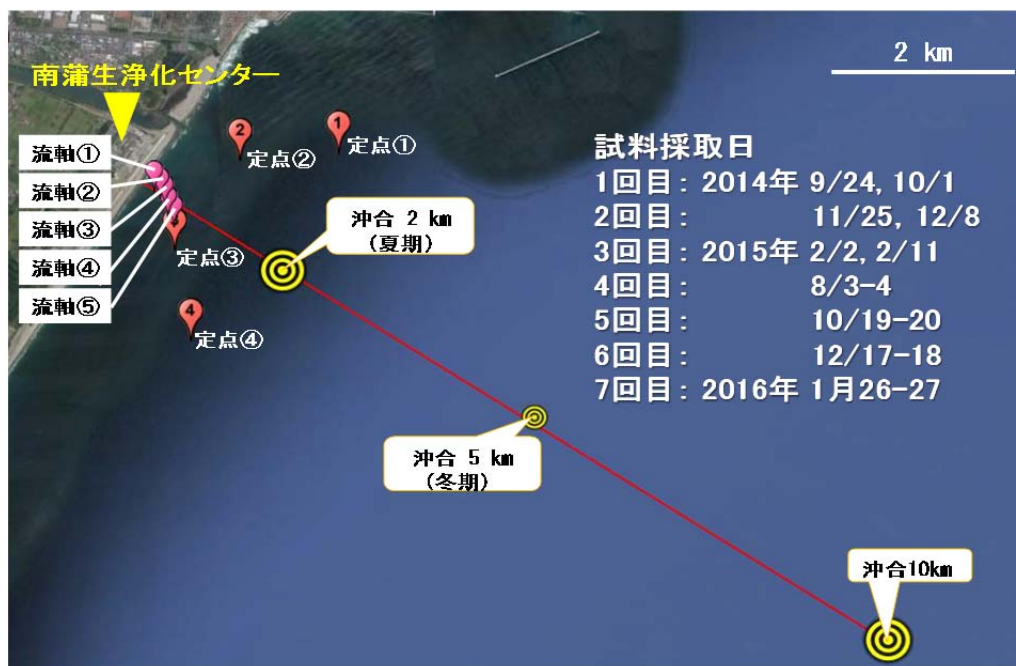 2 km
南蒲生浄化センター
1
2
定点①
定点②
流軸①
流軸②
流軸③
流軸④
流軸⑤
定点③
4
定点④
沖合 2 km
(夏期)
試料採取日
1回目: 2014年 9/24, 10/1
2回目: 11/25, 12/8
3回目: 2015年 2/2, 2/11
4回目: 8/3-4
5回目: 10/19-20
6回目: 12/17-18
7回目: 2016年 1月26-27
沖合 5 km
(冬期)
沖合10km